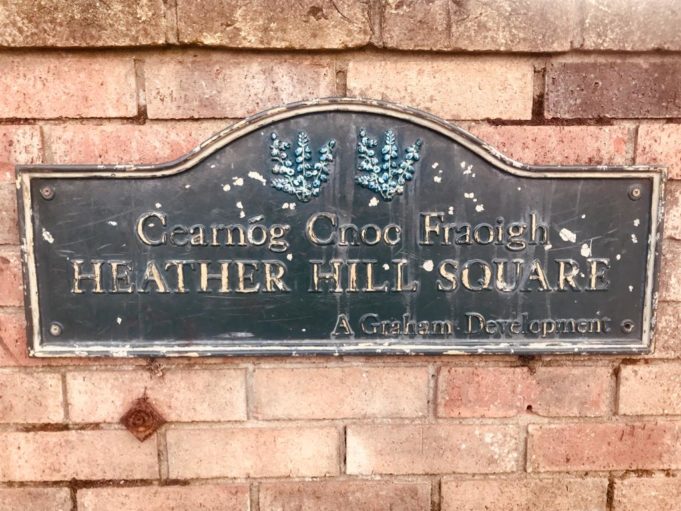 Cearnóg Cnoc Fraoigh
HEATHER HILL SQUARE
A Graham Development